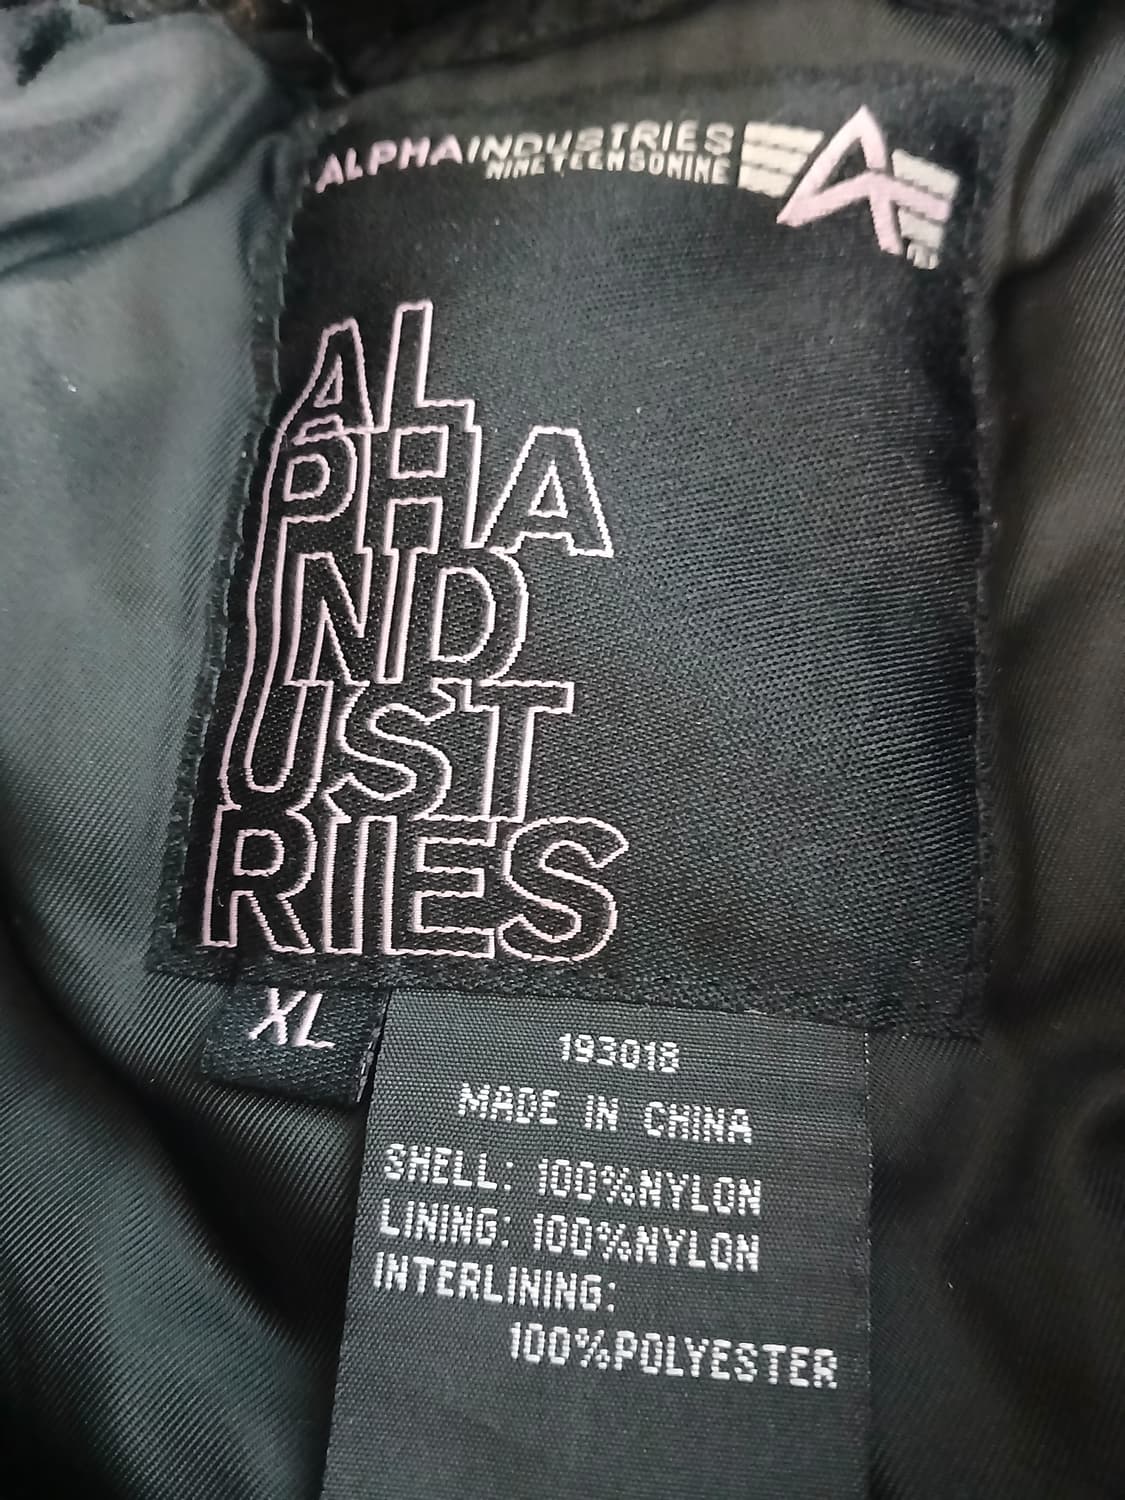 ALPHAINDUSTRIES
NINETEEN59NINE
AL
PHA
IND
UST
RIES
XL
193018
MADE IN CHINA
SHELL: 100%NYLON
LINING: 100%NYLON
INTERLINING:
100%POLYESTER